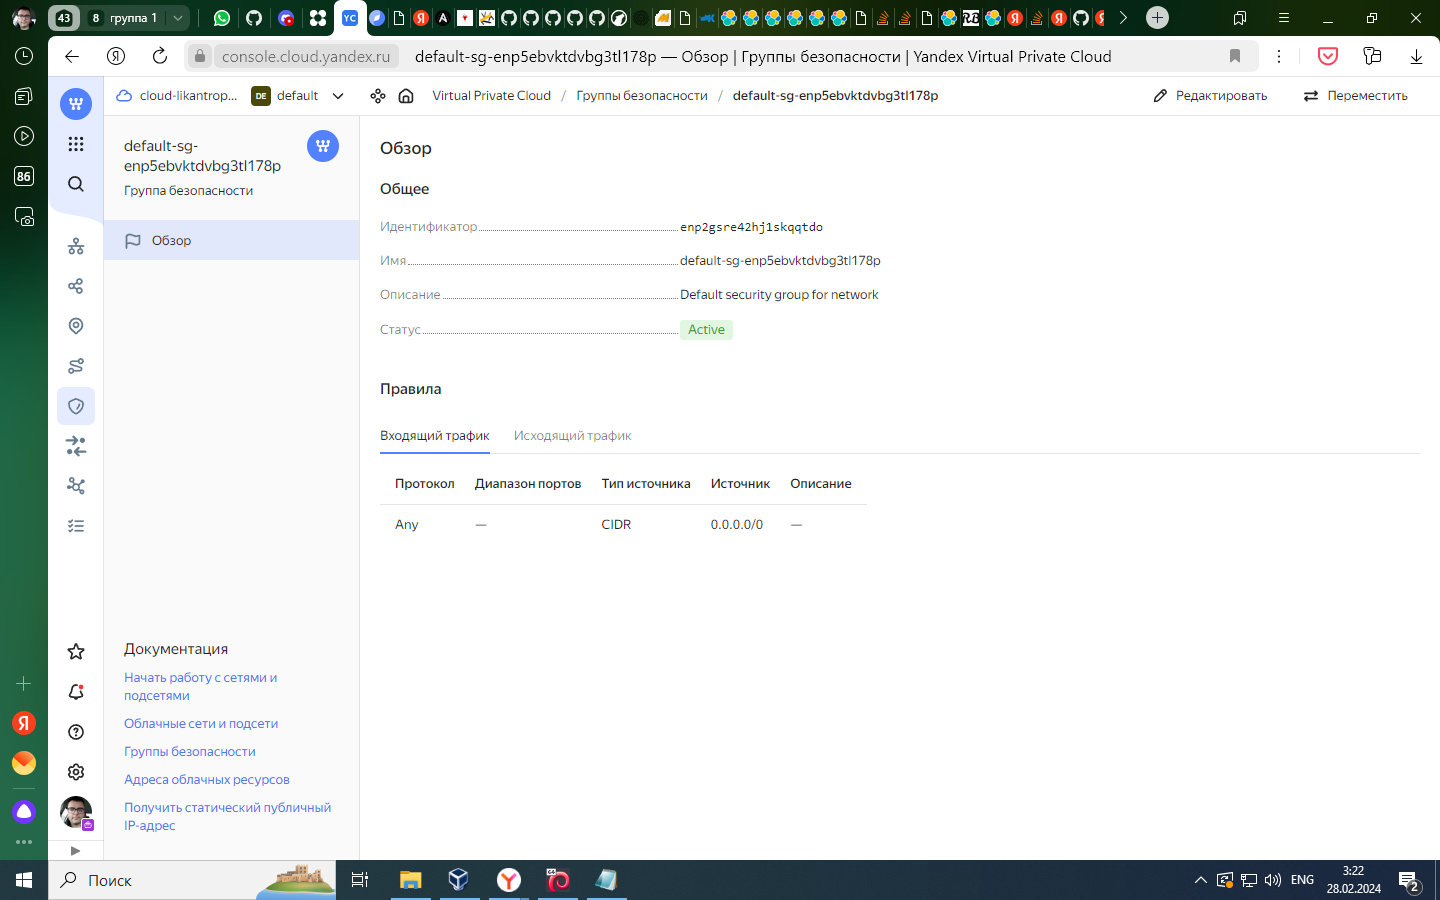 43
8 группа 1
YC
console.cloud.yandex.ru
default-sg-enp5ebvktdvbg3tl178p — Обзор | Группы безопасности | Yandex Virtual Private Cloud
86
cloud-likantrop...
DE default
Virtual Private Cloud / Группы безопасности / default-sg-enp5ebvktdvbg3tl178p
Редактировать
Переместить
default-sg-
enp5ebvktdvbg3tl178p
Группа безопасности
Обзор
Обзор
Общее
Идентификатор enp2gsre42hj1skqqtdo
Имя default-sg-enp5ebvktdvbg3tl178p
Описание Default security group for network
Статус Active
Правила
Входящий трафик Исходящий трафик
Протокол Диапазон портов Тип источника Источник Описание
Any — CIDR 0.0.0.0/0 —
Документация
Начать работу с сетями и
подсетями
Облачные сети и подсети
Группы безопасности
Адреса облачных ресурсов
Получить статический публичный
IP-адрес
Поиск
ENG
3:22
28.02.2024
2